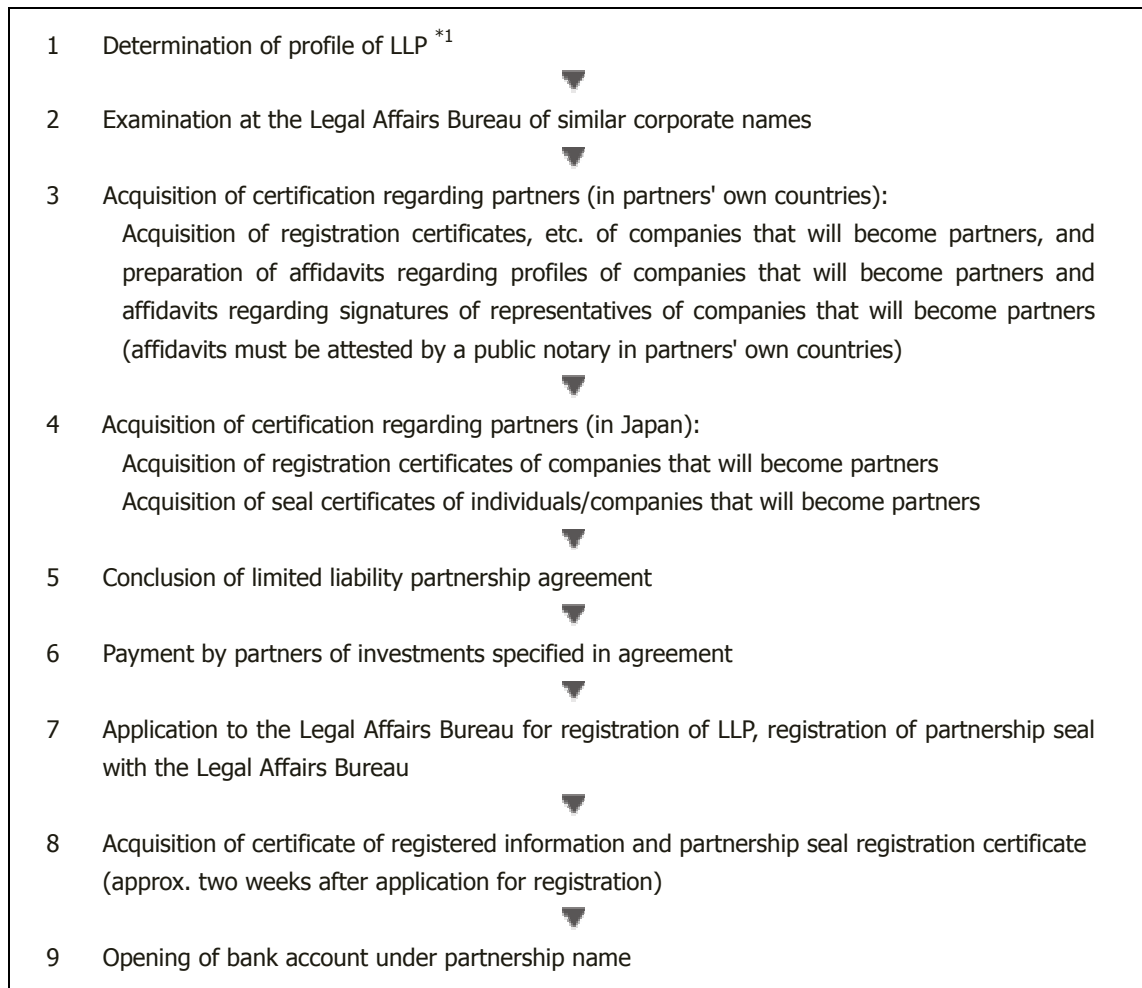 1 Determination of profile of LLP *1
2 Examination at the Legal Affairs Bureau of similar corporate names
3 Acquisition of certification regarding partners (in partners' own countries):
Acquisition of registration certificates, etc. of companies that will become partners, and
preparation of affidavits regarding profiles of companies that will become partners and
affidavits regarding signatures of representatives of companies that will become partners
(affidavits must be attested by a public notary in partners' own countries)
4 Acquisition of certification regarding partners (in Japan):
Acquisition of registration certificates of companies that will become partners
Acquisition of seal certificates of individuals/companies that will become partners
5 Conclusion of limited liability partnership agreement
6 Payment by partners of investments specified in agreement
7 Application to the Legal Affairs Bureau for registration of LLP, registration of partnership seal
with the Legal Affairs Bureau
8 Acquisition of certificate of registered information and partnership seal registration certificate
(approx. two weeks after application for registration)
9 Opening of bank account under partnership name